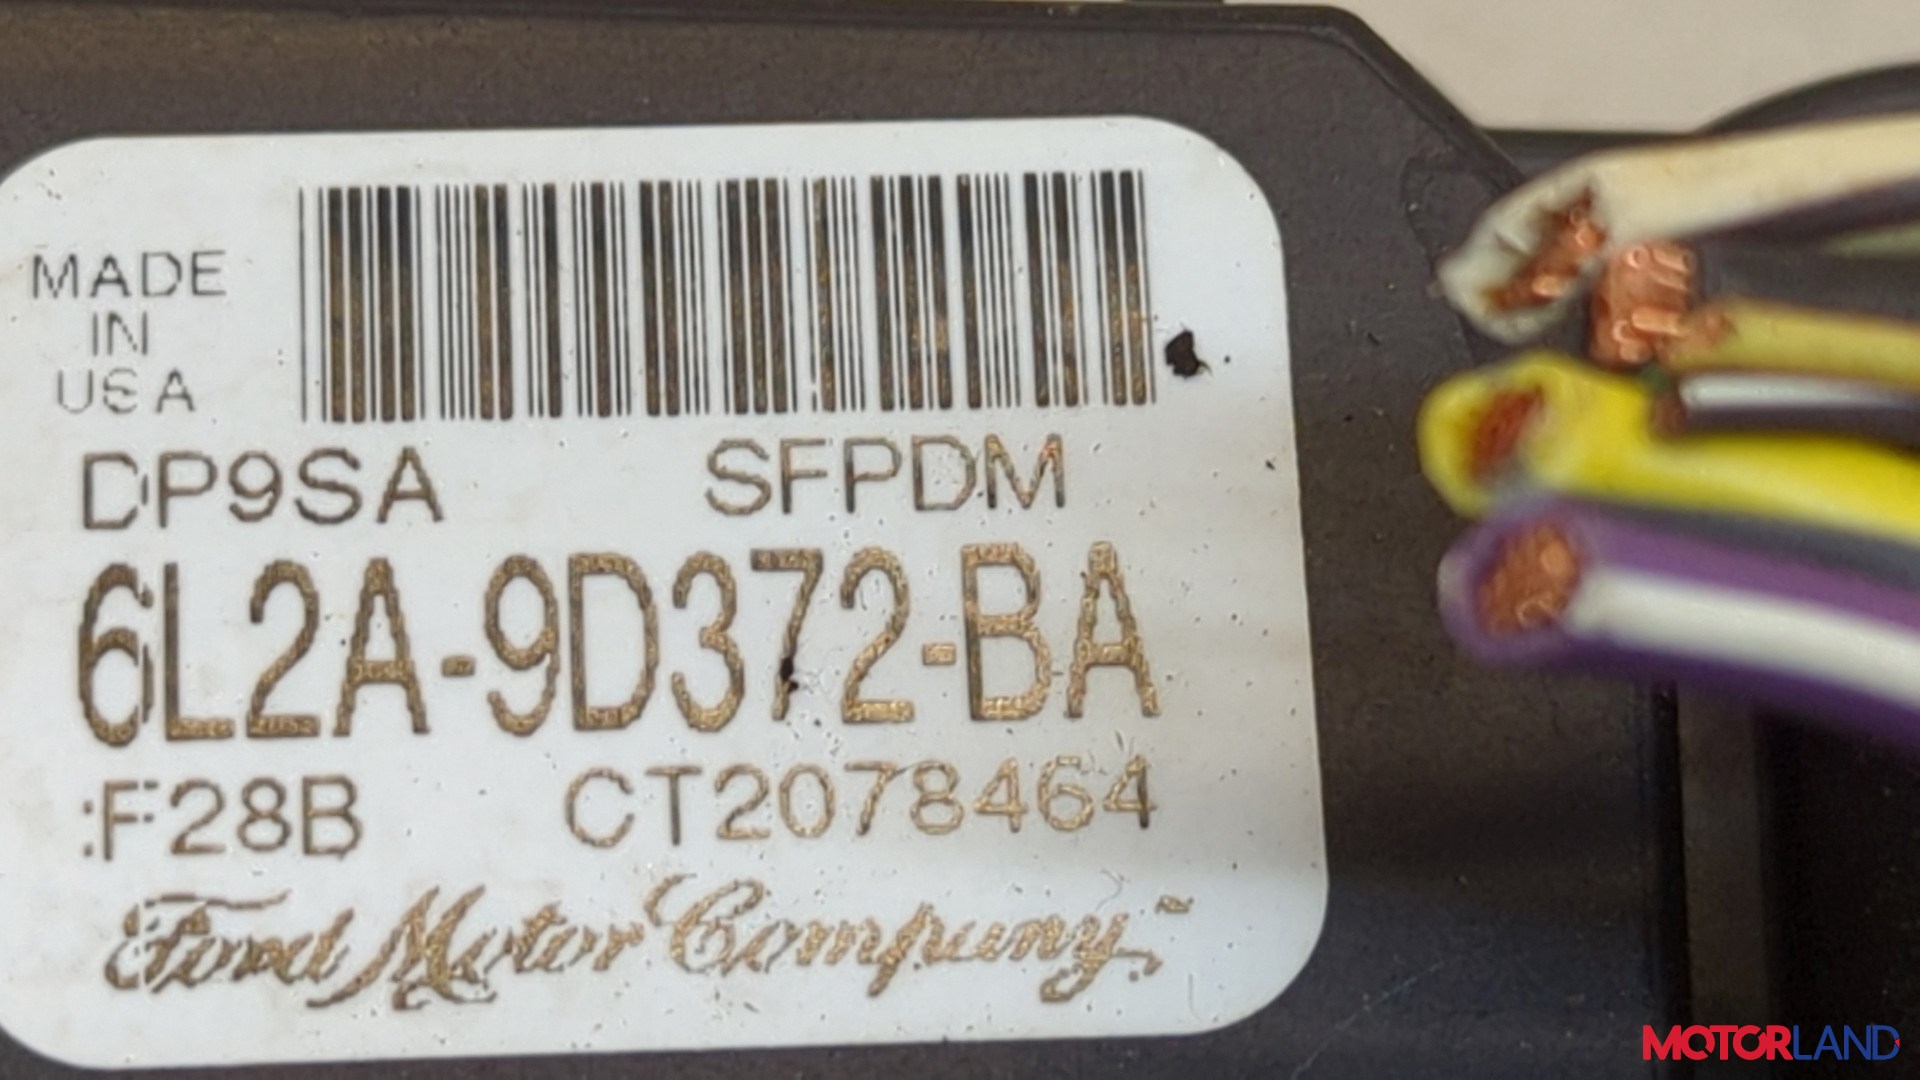 MADE
IN
USA
DP9SA SFPDM
6L2A-9D372-BA
:F28B CT2078464
Ford Motor Company
MOTORLAND